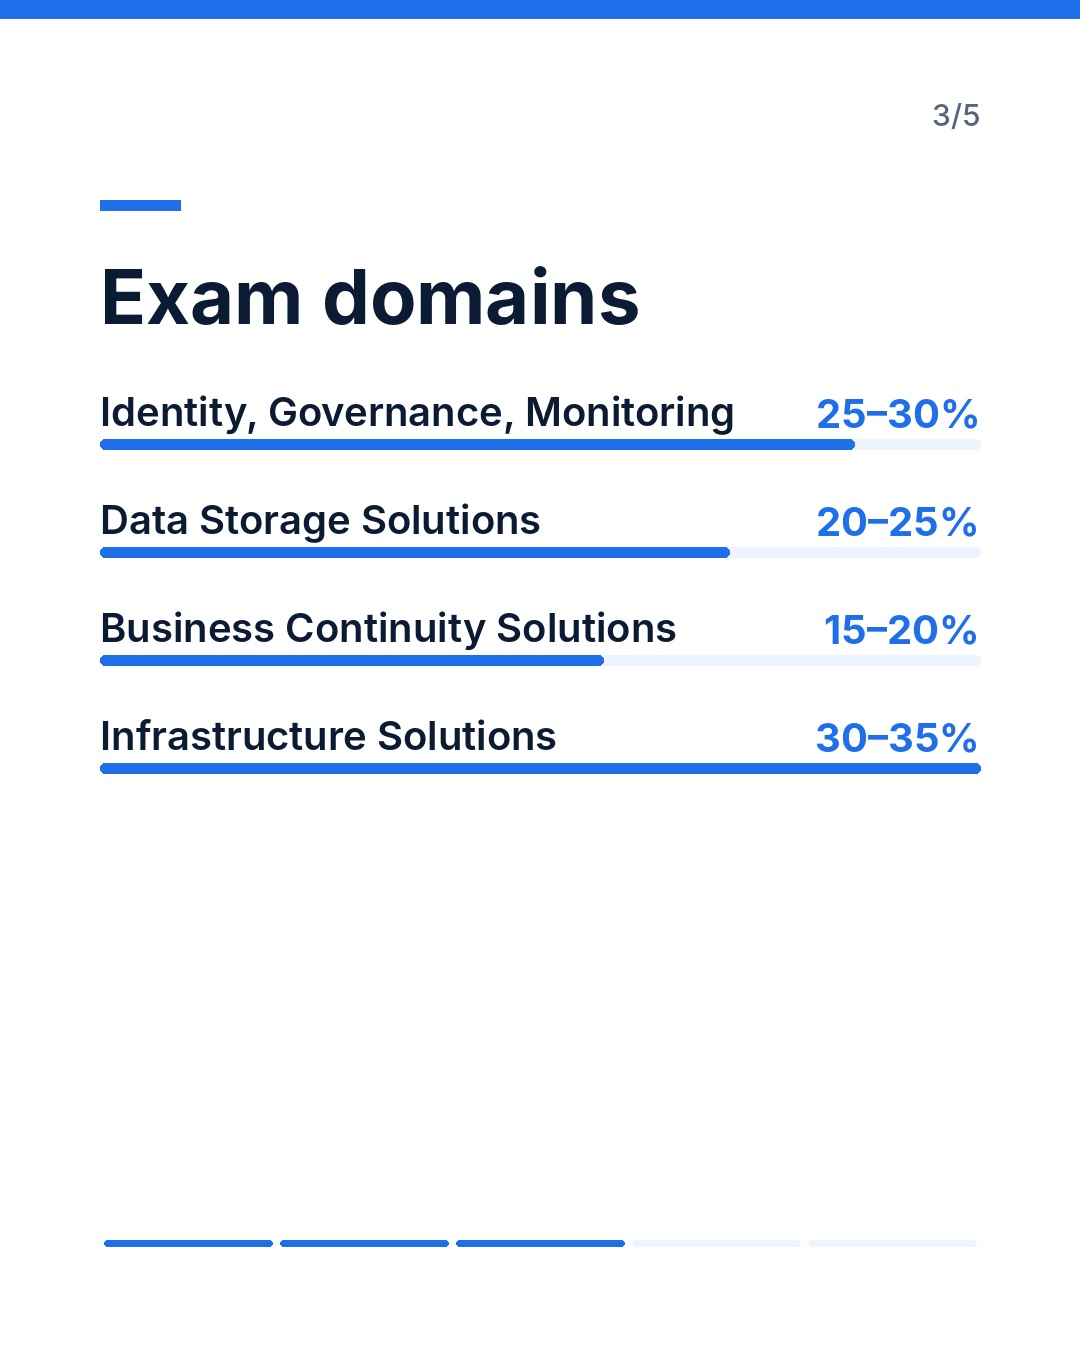 3/5
Exam domains
Identity, Governance, Monitoring 25–30%
Data Storage Solutions 20–25%
Business Continuity Solutions 15–20%
Infrastructure Solutions 30–35%